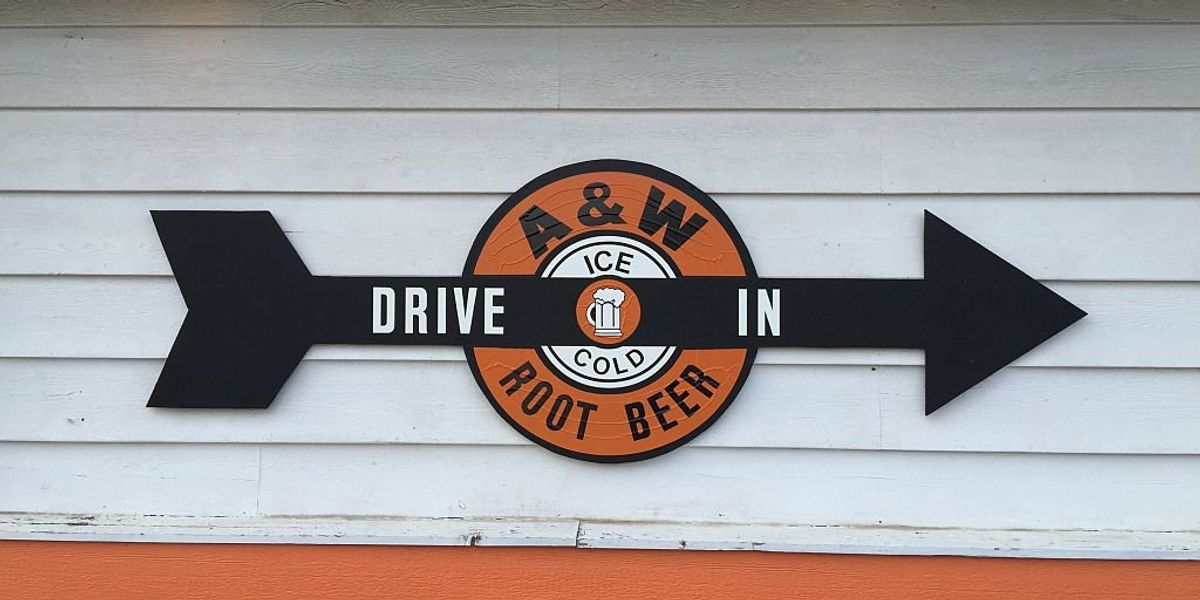 A & W
ICE
DRIVE IN
COLD
ROOT BEER